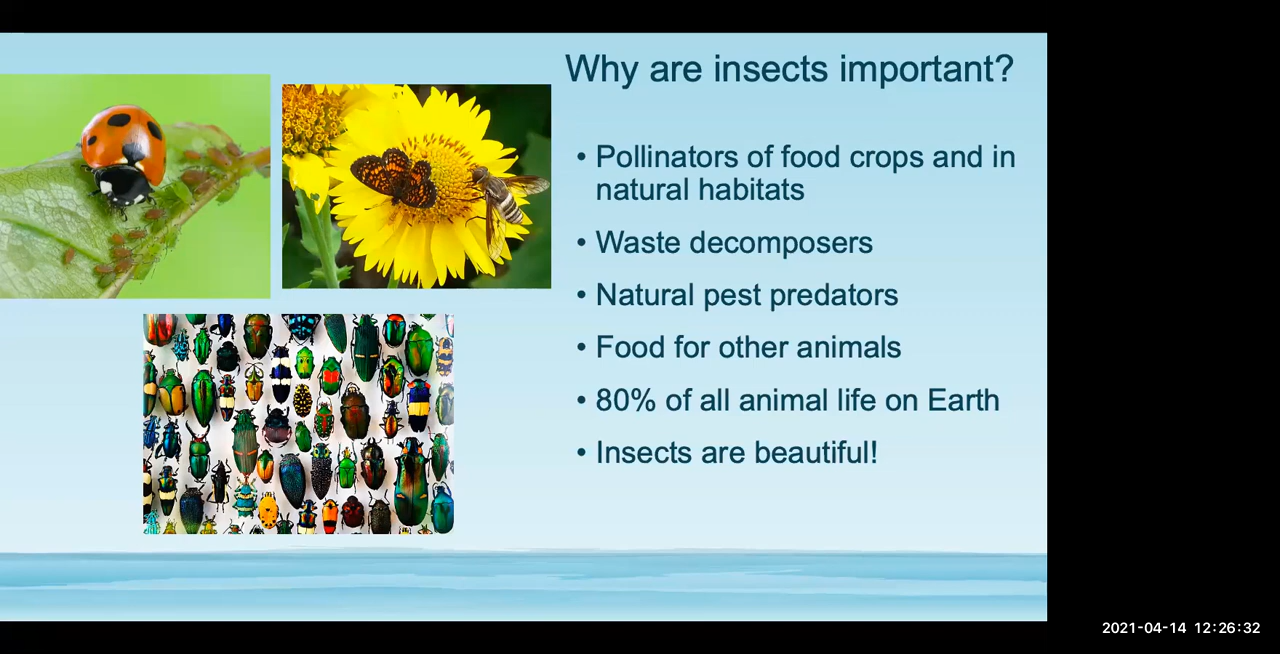 Why are insects important?
• Pollinators of food crops and in
natural habitats
• Waste decomposers
• Natural pest predators
• Food for other animals
• 80% of all animal life on Earth
• Insects are beautiful!
2021-04-14 12:26:32